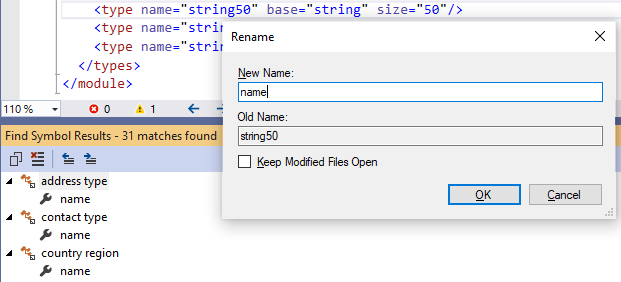 <type name="string50" base="string" size="50"/>
<type name="strin
<type name="strin
</types>
</module>
110 %
0
1
Rename
New Name:
name
Old Name:
string50
Keep Modified Files Open
OK
Cancel
Find Symbol Results - 31 matches found
address type
name
contact type
name
country region
name